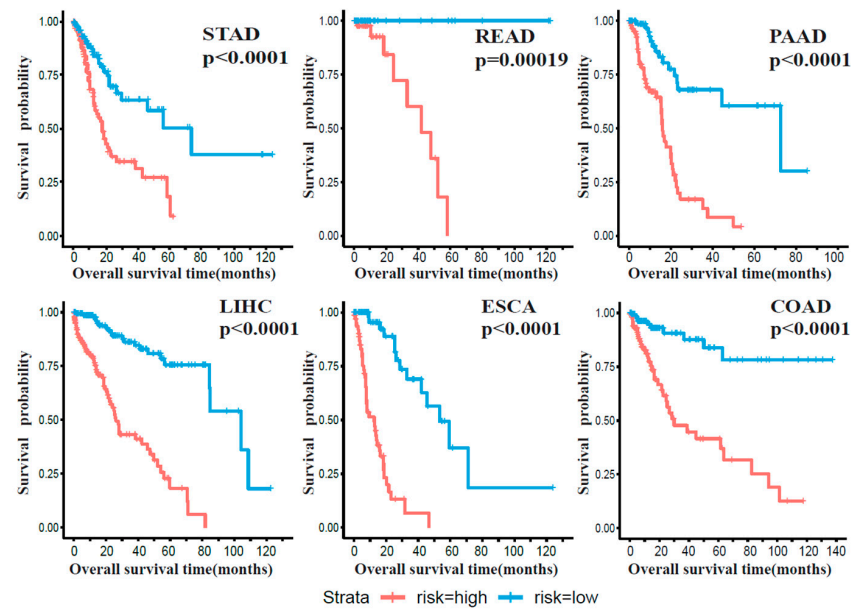 STAD
p<0.0001
Survival probability
1.00
0.75
0.50
0.25
0.00
0 20 40 60 80 100 120
Overall survival time(months)
READ
p=0.00019
Survival probability
1.00
0.75
0.50
0.25
0.00
0 10 20 30 40 50 60 70 80 90 100 120
Overall survival time(months)
PAAD
p<0.0001
Survival probability
1.00
0.75
0.50
0.25
0.00
0 20 40 60 80 100
Overall survival time(months)
LIHC
p<0.0001
Survival probability
1.00
0.75
0.50
0.25
0.00
0 20 40 60 80 100 120
Overall survival time(months)
ESCA
p<0.0001
Survival probability
1.00
0.75
0.50
0.25
0.00
0 20 40 60 80 100 120
Overall survival time(months)
COAD
p<0.0001
Survival probability
1.00
0.75
0.50
0.25
0.00
0 20 40 60 80 100 120 140
Overall survival time(months)
Strata risk=high risk=low